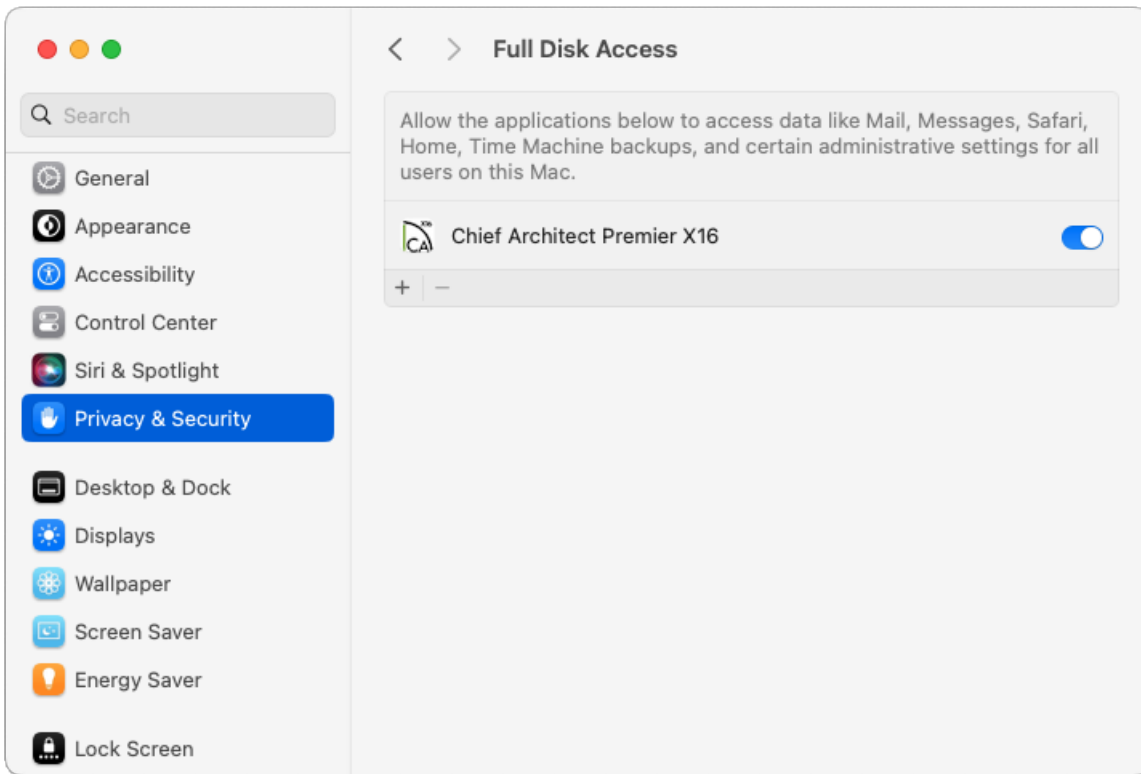 Full Disk Access
Search
Allow the applications below to access data like Mail, Messages, Safari,
Home, Time Machine backups, and certain administrative settings for all
users on this Mac.
General
Appearance
Accessibility
Control Center
Siri & Spotlight
Privacy & Security
Desktop & Dock
Displays
Wallpaper
Screen Saver
Energy Saver
Lock Screen
X16
CA
Chief Architect Premier X16